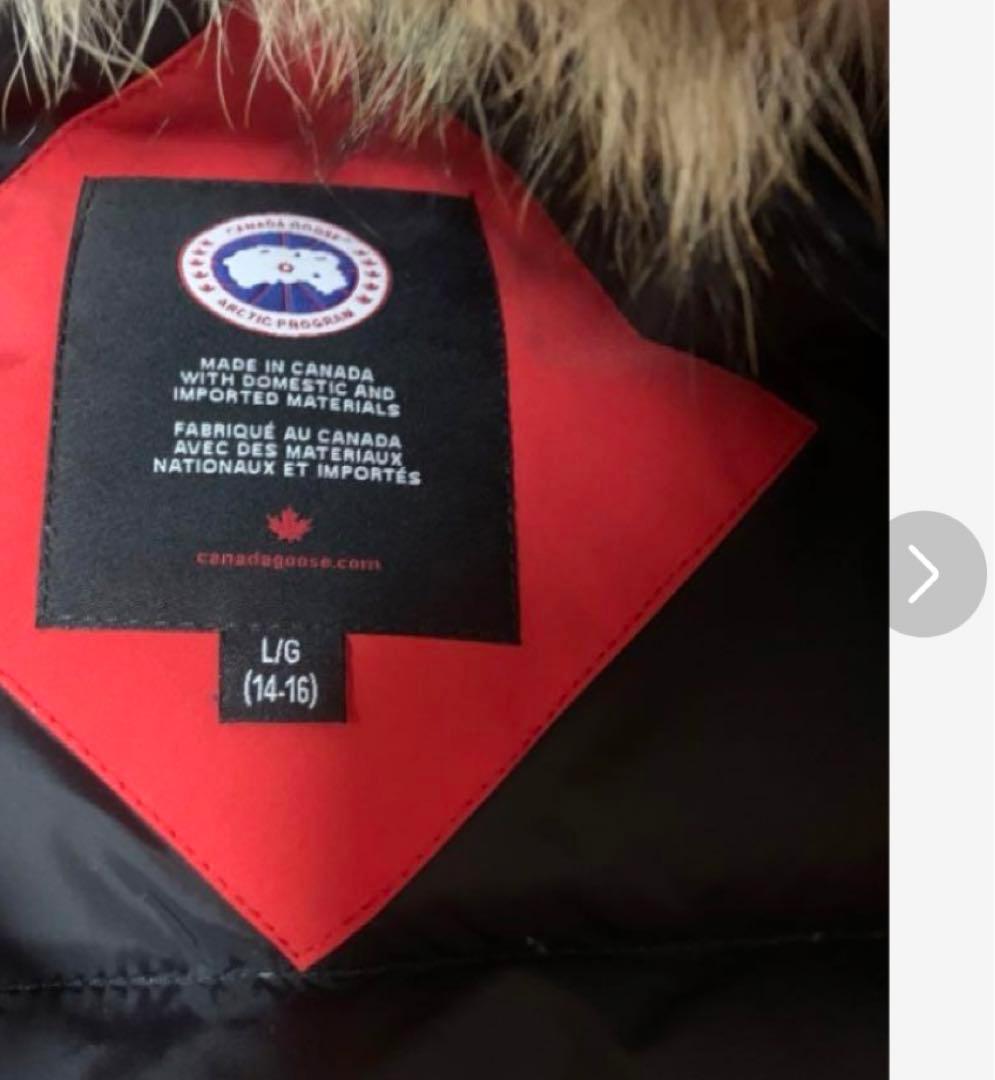 "CANADA GOOSE"
ARCTIC PROGRAM
MADE IN CANADA
WITH DOMESTIC AND
IMPORTED MATERIALS
FABRIQUÉ AU CANADA
AVEC DES MATERIAUX
NATIONAUX ET IMPORTÉS
canadagoose.com
L/G
(14-16)